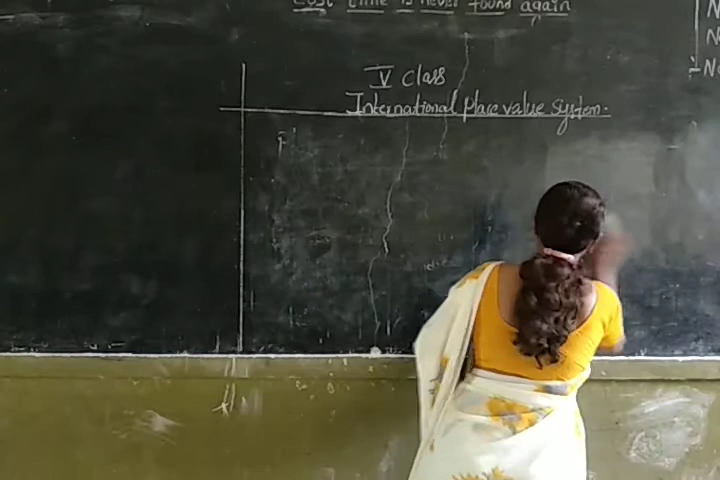 Lost time is never found again
V Class
International place value system.